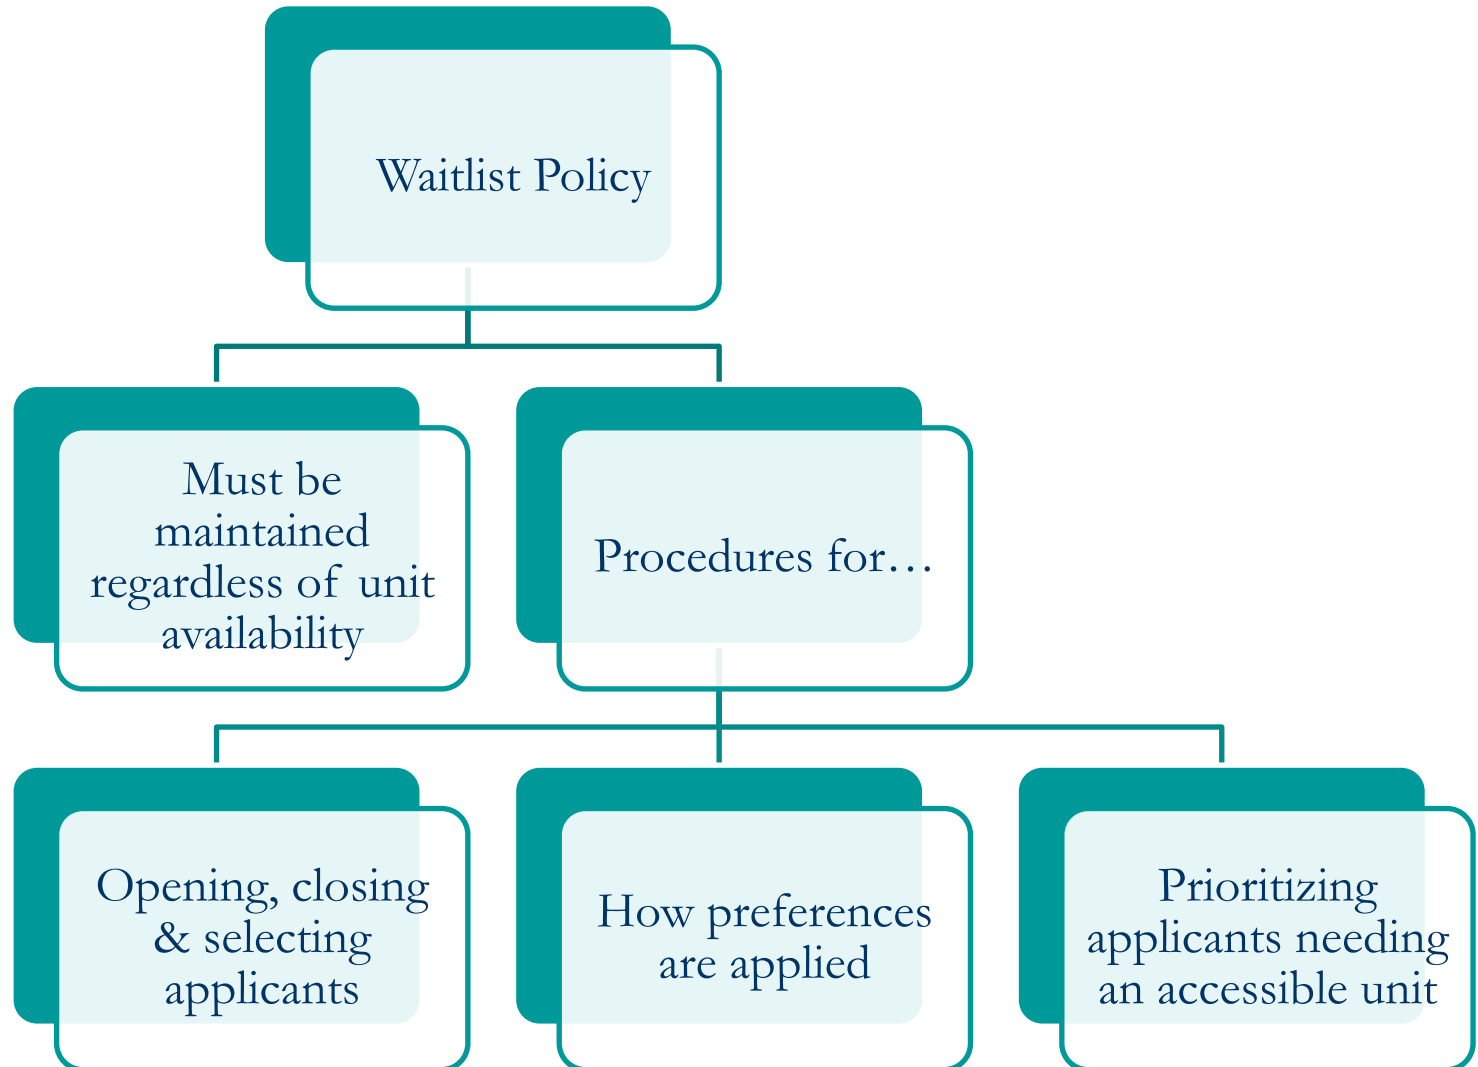 Waitlist Policy
Must be
maintained
regardless of unit
availability
Procedures for…
Opening, closing
& selecting
applicants
How preferences
are applied
Prioritizing
applicants needing
an accessible unit